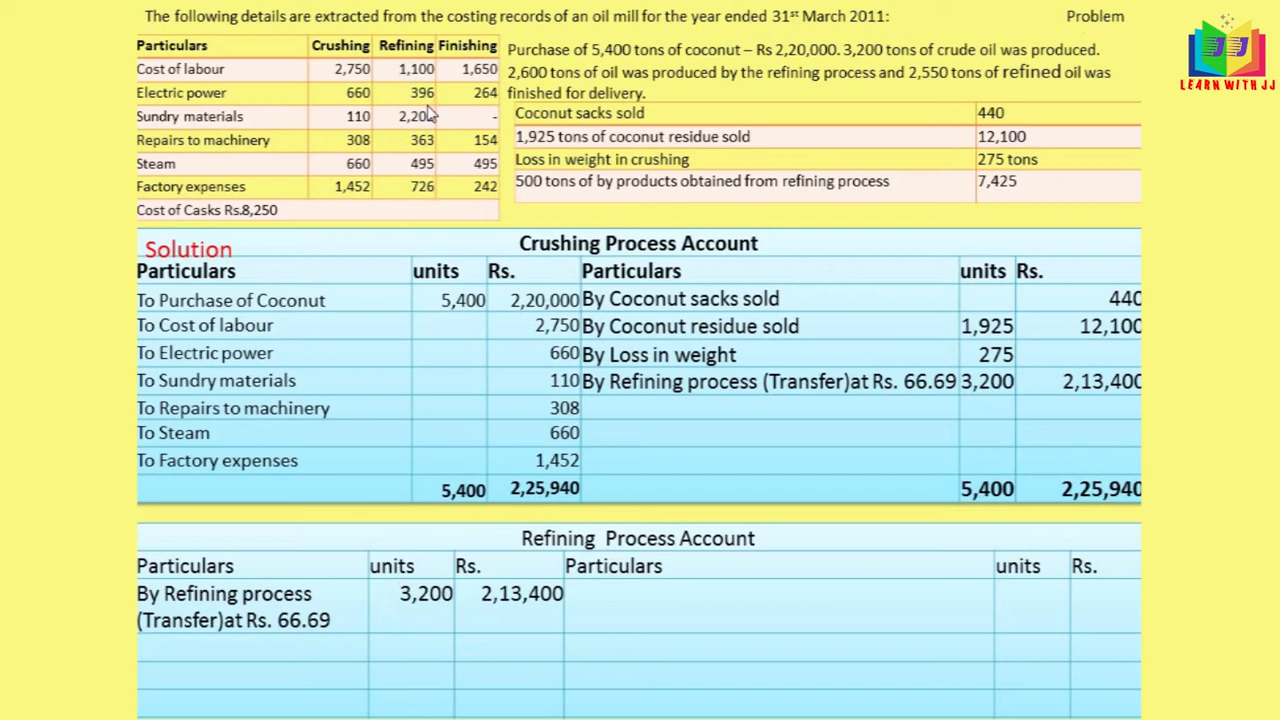 The following details are extracted from the costing records of an oil mill for the year ended 31st March 2011:
Problem
LEARN WITH JJ
Particulars Crushing Refining Finishing
Cost of labour 2,750 1,100 1,650
Electric power 660 396 264
Sundry materials 110 2,200 -
Repairs to machinery 308 363 154
Steam 660 495 495
Factory expenses 1,452 726 242
Cost of Casks Rs.8,250
Purchase of 5,400 tons of coconut – Rs 2,20,000. 3,200 tons of crude oil was produced.
2,600 tons of oil was produced by the refining process and 2,550 tons of refined oil was
finished for delivery.
Coconut sacks sold 440
1,925 tons of coconut residue sold 12,100
Loss in weight in crushing 275 tons
500 tons of by products obtained from refining process 7,425
Solution
Crushing Process Account
Particulars units Rs. Particulars units Rs.
To Purchase of Coconut 5,400 2,20,000 By Coconut sacks sold 440
To Cost of labour 2,750 By Coconut residue sold 1,925 12,100
To Electric power 660 By Loss in weight 275
To Sundry materials 110 By Refining process (Transfer)at Rs. 66.69 3,200 2,13,400
To Repairs to machinery 308
To Steam 660
To Factory expenses 1,452
5,400 2,25,940 5,400 2,25,940
Refining Process Account
Particulars units Rs. Particulars units Rs.
By Refining process 3,200 2,13,400
(Transfer)at Rs. 66.69